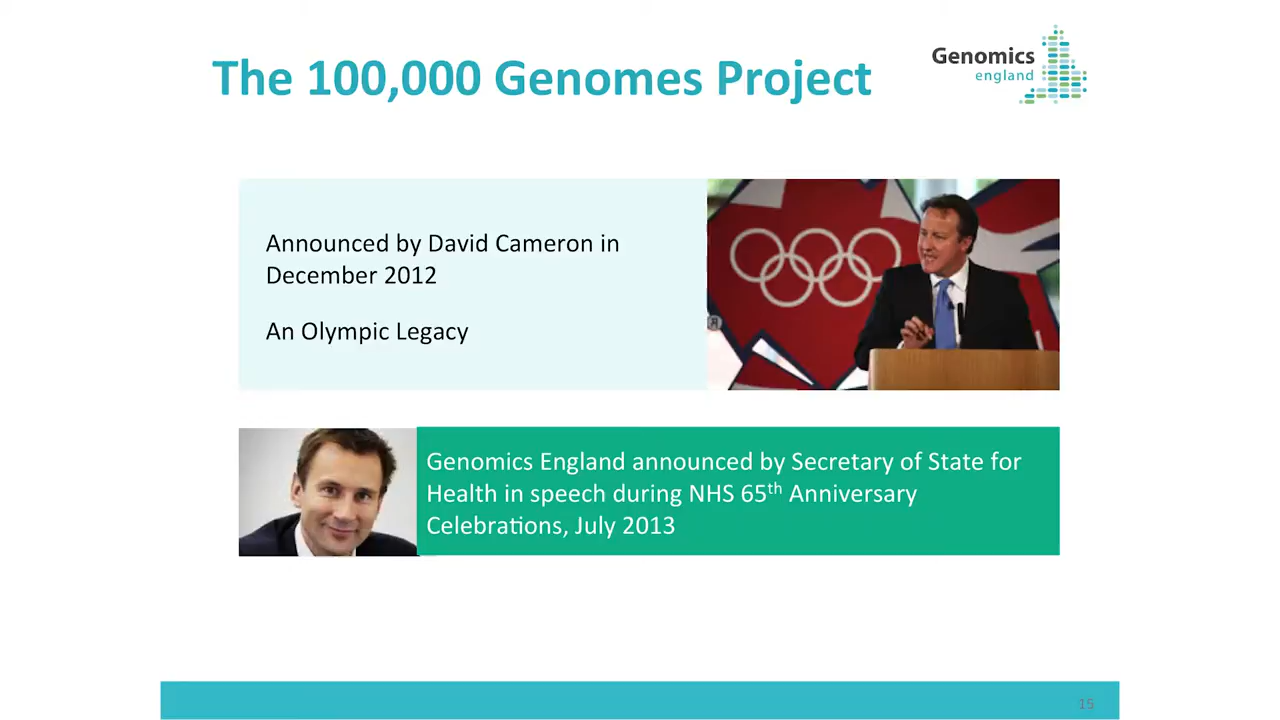 The 100,000 Genomes Project
Genomics
england
Announced by David Cameron in
December 2012
An Olympic Legacy
®
Genomics England announced by Secretary of State for
Health in speech during NHS 65th Anniversary
Celebrations, July 2013
15